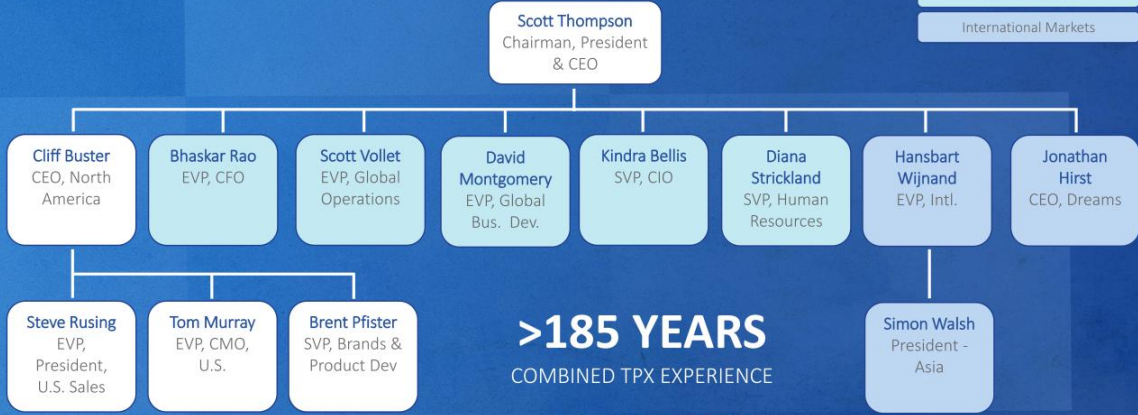 International Markets
Scott Thompson
Chairman, President
& CEO
Cliff Buster
CEO, North
America
Bhaskar Rao
EVP, CFO
Scott Vollet
EVP, Global
Operations
David
Montgomery
EVP, Global
Bus. Dev.
Kindra Bellis
SVP, CIO
Diana
Strickland
SVP, Human
Resources
Hansbart
Wijnand
EVP, Intl.
Jonathan
Hirst
CEO, Dreams
Steve Rusing
EVP,
President,
U.S. Sales
Tom Murray
EVP, CMO,
U.S.
Brent Pfister
SVP, Brands &
Product Dev
>185 YEARS
COMBINED TPX EXPERIENCE
Simon Walsh
President -
Asia